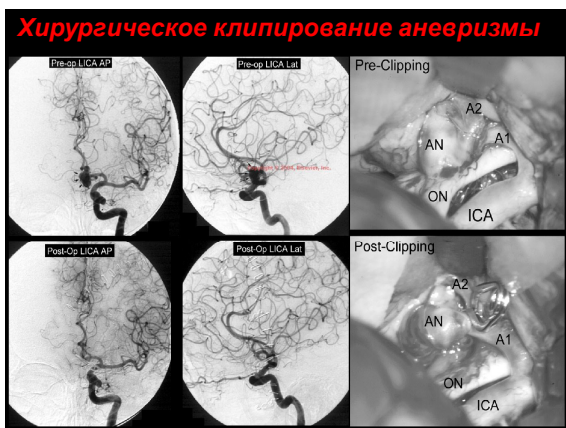 Хирургическое клипирование аневризмы
Pre-op LICA AP
Pre-op LICA Lat
Pre-Clipping
A2
A1
AN
ON
ICA
Post-Op LICA AP
Post-Op LICA Lat
Post-Clipping
A2
AN
A1
ON
ICA